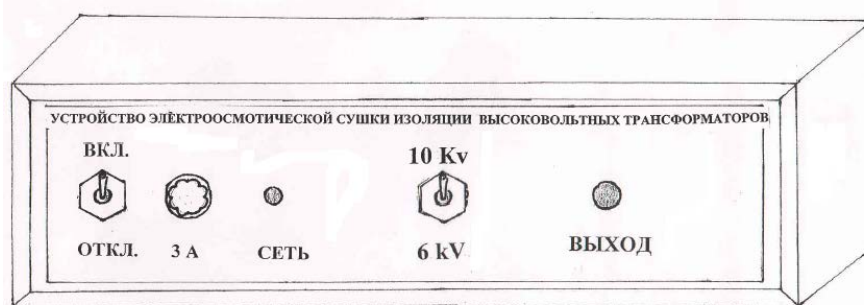 УСТРОЙСТВО ЭЛЕКТРООСМОТИЧЕСКОЙ СУШКИ ИЗОЛЯЦИИ ВЫСОКОВОЛЬТНЫХ ТРАНСФОРМАТОРОВ
ВКЛ.
10 Kv
ОТКЛ.
3 А
СЕТЬ
6 kV
ВЫХОД